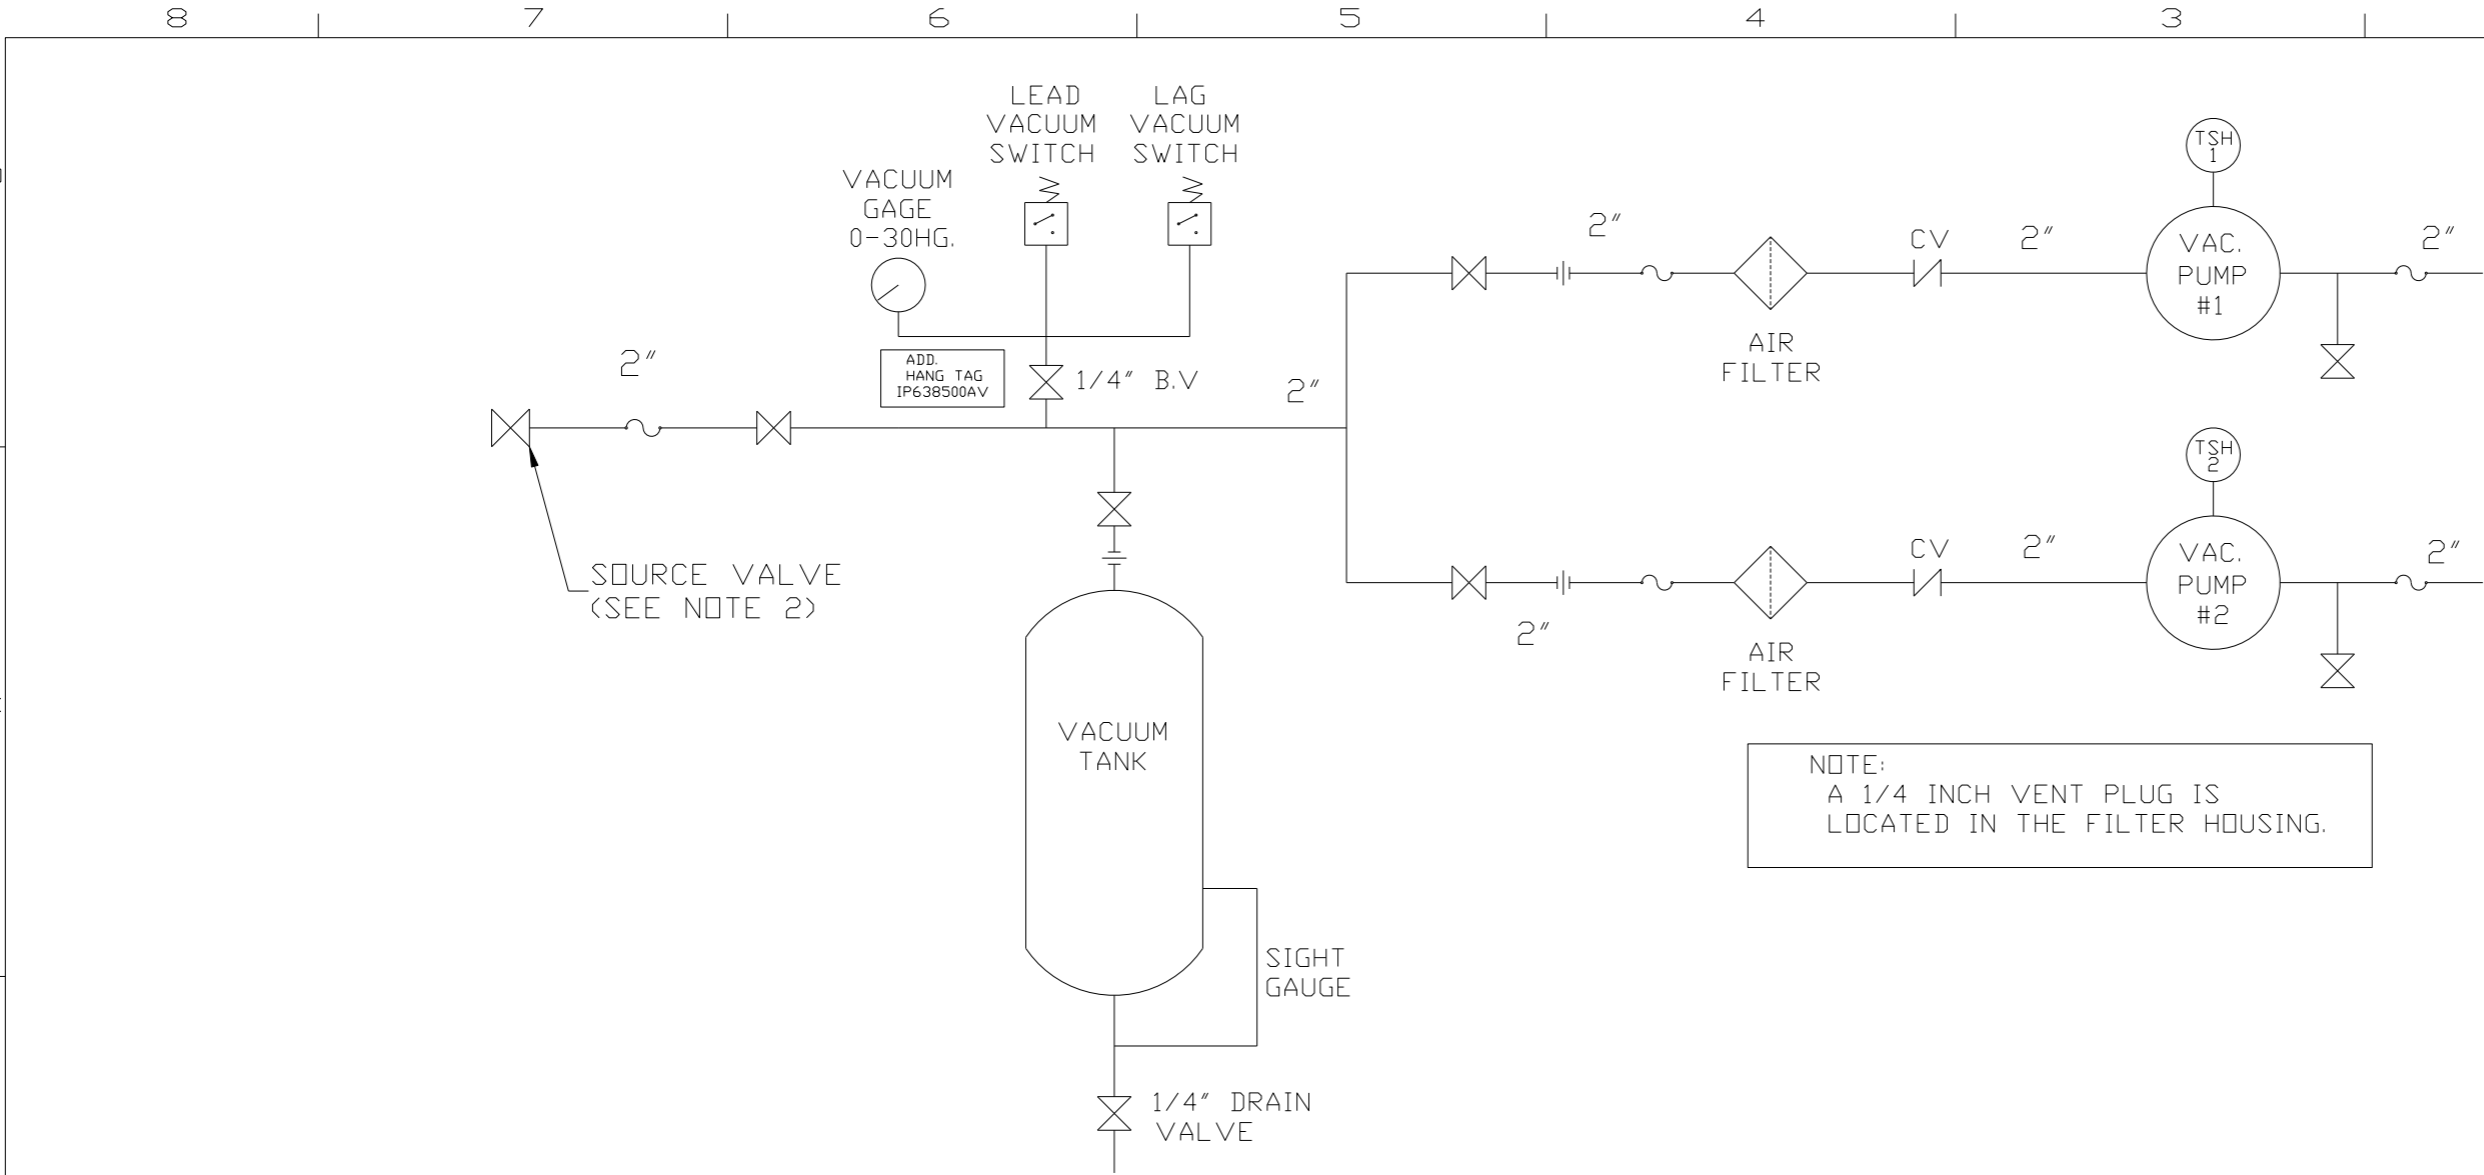 8 7 6 5 4 3
LEAD
VACUUM
SWITCH
LAG
VACUUM
SWITCH
VACUUM
GAGE
0-30HG.
TSH
1
2"
CV
2"
VAC.
PUMP
#1
2"
AIR
FILTER
2"
ADD.
HANG TAG
IP638500AV
1/4" B.V
2"
TSH
2
SOURCE VALVE
(SEE NOTE 2)
CV
2"
VAC.
PUMP
#2
2"
2"
AIR
FILTER
VACUUM
TANK
NOTE:
A 1/4 INCH VENT PLUG IS
LOCATED IN THE FILTER HOUSING.
SIGHT
GAUGE
1/4" DRAIN
VALVE